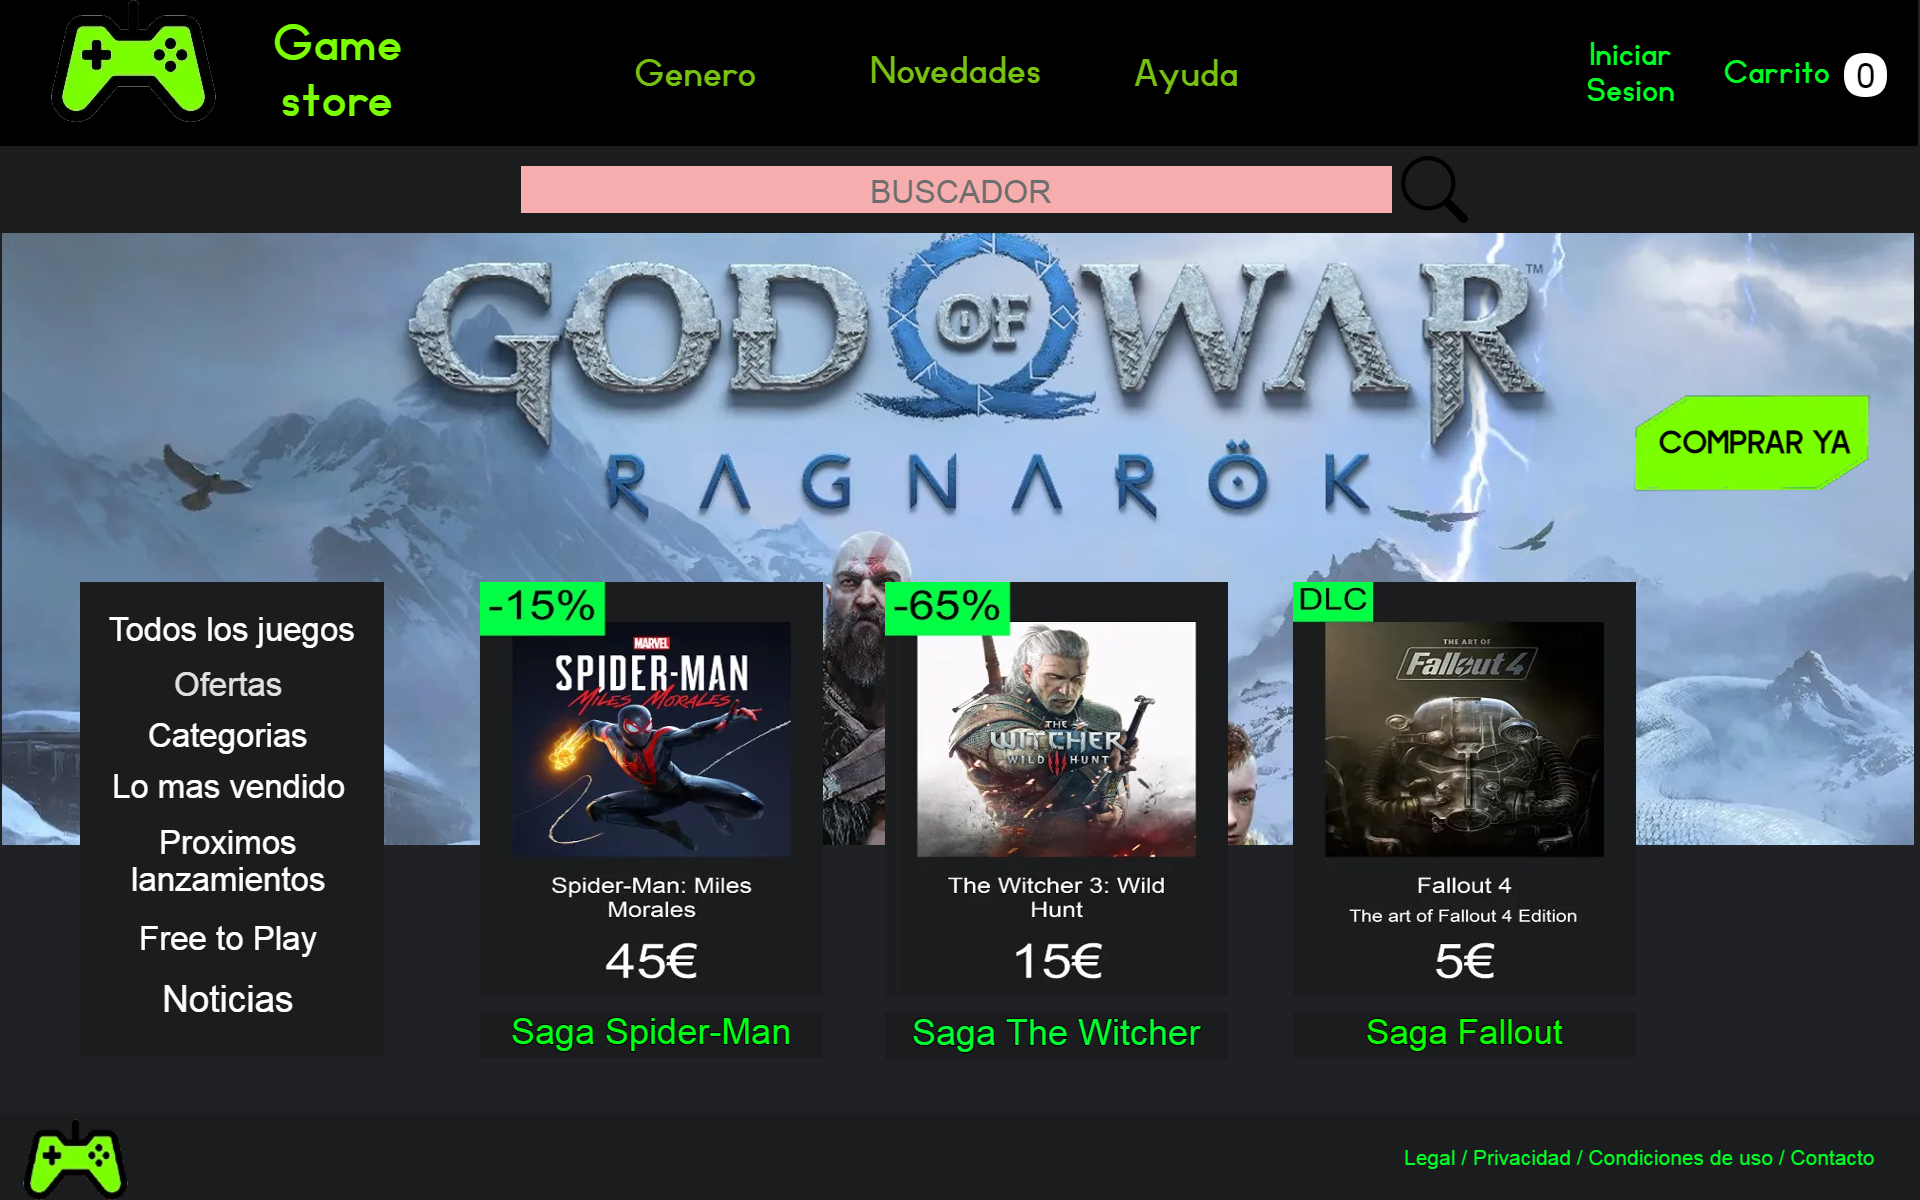 Game
store
Genero
Novedades
Ayuda
Iniciar
Sesion
Carrito 0
BUSCADOR
GOD OF WAR™
RAGNARÖK
COMPRAR YA
Todos los juegos
Ofertas
Categorias
Lo mas vendido
Proximos
lanzamientos
Free to Play
Noticias
-15%
MARVEL
SPIDER-MAN
MILES MORALES
Spider-Man: Miles
Morales
45€
Saga Spider-Man
-65%
THE
WITCHER
WILD HUNT
The Witcher 3: Wild
Hunt
15€
Saga The Witcher
DLC
THE ART OF
Fallout 4
Fallout 4
The art of Fallout 4 Edition
5€
Saga Fallout
Legal / Privacidad / Condiciones de uso / Contacto